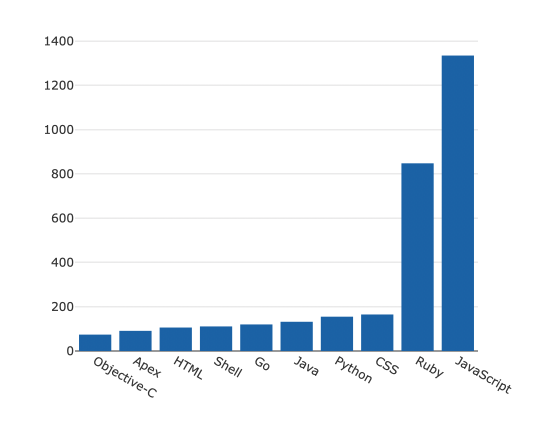 1400
1200
1000
800
600
400
200
0
Objective-C
Apex
HTML
Shell
Go
Java
Python
CSS
Ruby
JavaScript